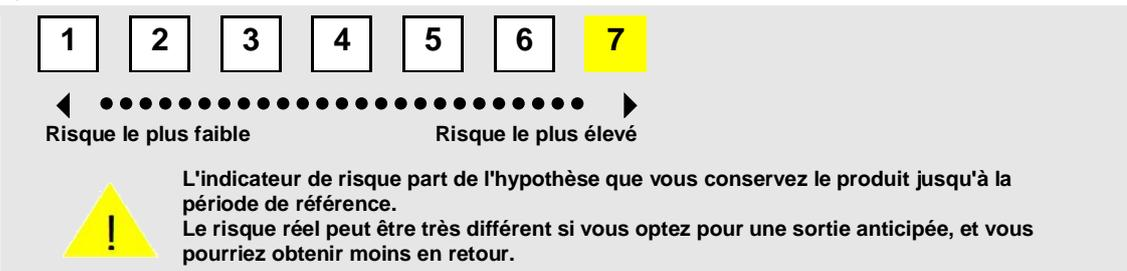 1 2 3 4 5 6 7
Risque le plus faible Risque le plus élevé
L'indicateur de risque part de l'hypothèse que vous conservez le produit jusqu'à la
période de référence.
Le risque réel peut être très différent si vous optez pour une sortie anticipée, et vous
pourriez obtenir moins en retour.
!